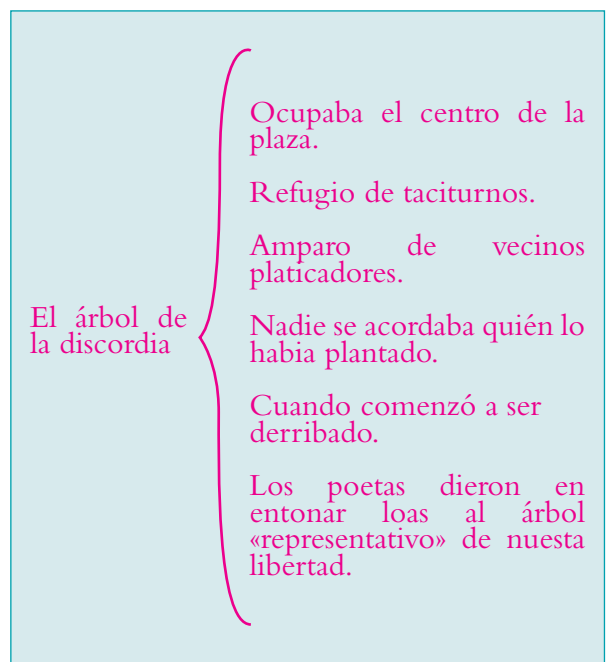 El árbol de
la discordia
Ocupaba el centro de la
plaza.
Refugio de taciturnos.
Amparo de vecinos
platicadores.
Nadie se acordaba quién lo
habia plantado.
Cuando comenzó a ser
derribado.
Los poetas dieron en
entonar loas al árbol
«representativo» de nuesta
libertad.